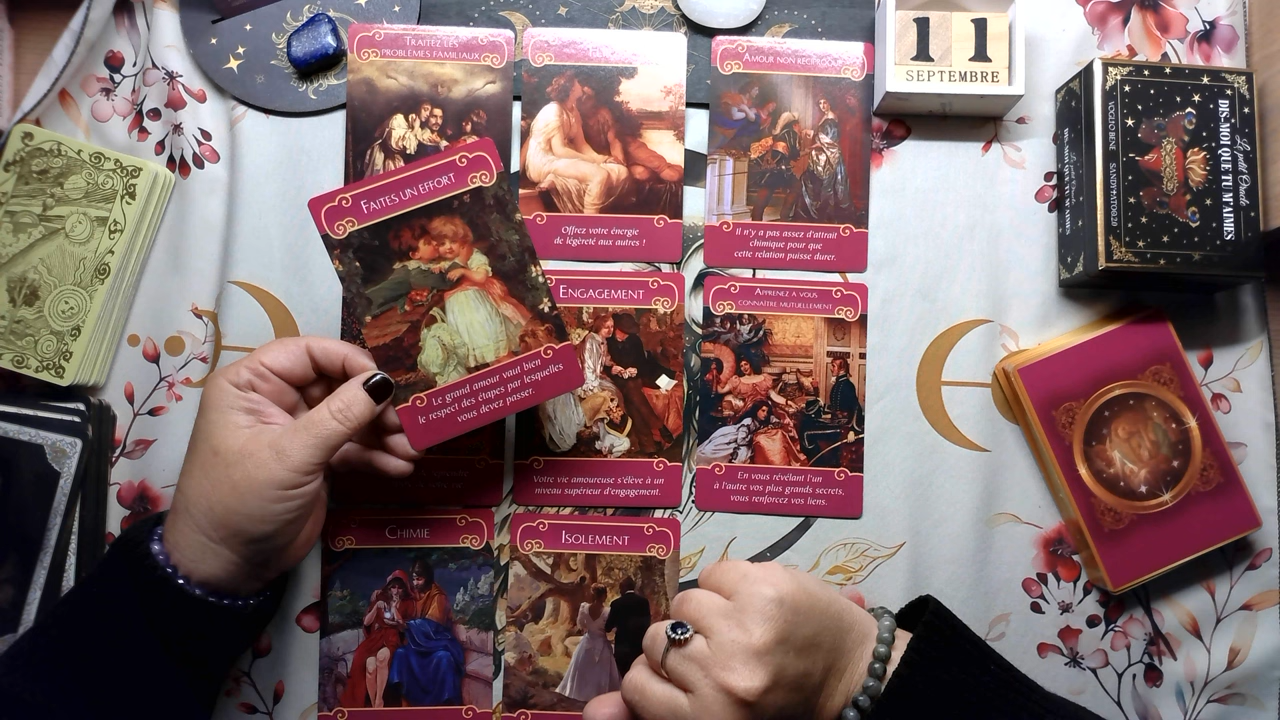 TRAITEZ LES
PROBLÈMES FAMILIAUX
AMOUR NON RÉCIPROQUE
11
SEPTEMBRE
Le petit Oracle
DIS-MOI QUE TU M'AIMES
VOGLIO BENE
FAITES UN EFFORT
Le grand amour vaut bien
le respect des étapes par lesquelles
vous devez passer.
Offrez votre énergie
de légèreté aux autres !
Il n'y a pas assez d'attrait
chimique pour que
cette relation puisse durer.
ENGAGEMENT
Votre vie amoureuse s'élève à un
niveau supérieur d'engagement.
APPRENEZ À VOUS
CONNAÎTRE MUTUELLEMENT
En vous révélant l'un
à l'autre vos plus grands secrets,
vous renforcez vos liens.
CHIMIE
ISOLEMENT